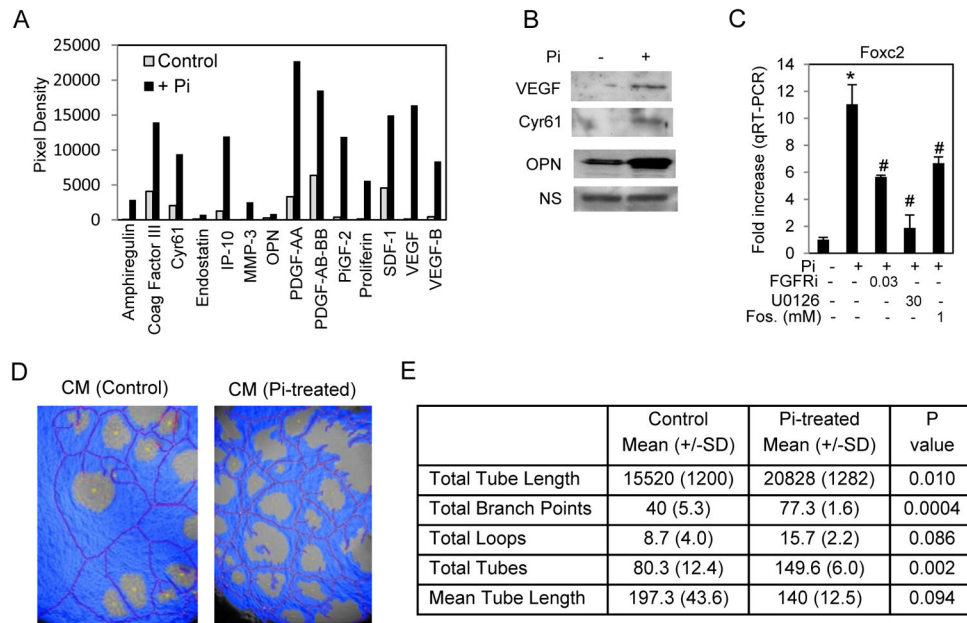 A
Pixel Density
25000
20000
15000
10000
5000
0
Control
+ Pi
Amphiregulin
Coag Factor III
Cyr61
Endostatin
IP-10
MMP-3
OPN
PDGF-AA
PDGF-AB-BB
PiGF-2
Proliferin
SDF-1
VEGF
VEGF-B
B
Pi - +
VEGF
Cyr61
OPN
NS
C
Foxc2
Fold increase (qRT-PCR)
14
12
10
8
6
4
2
0
*
#
#
#
Pi - + + + +
FGFRi - - 0.03 - -
U0126 - - - 30 -
Fos. (mM) - - - - 1
D
CM (Control)
CM (Pi-treated)
E
Control Mean (+/-SD) Pi-treated Mean (+/-SD) P value
Total Tube Length 15520 (1200) 20828 (1282) 0.010
Total Branch Points 40 (5.3) 77.3 (1.6) 0.0004
Total Loops 8.7 (4.0) 15.7 (2.2) 0.086
Total Tubes 80.3 (12.4) 149.6 (6.0) 0.002
Mean Tube Length 197.3 (43.6) 140 (12.5) 0.094